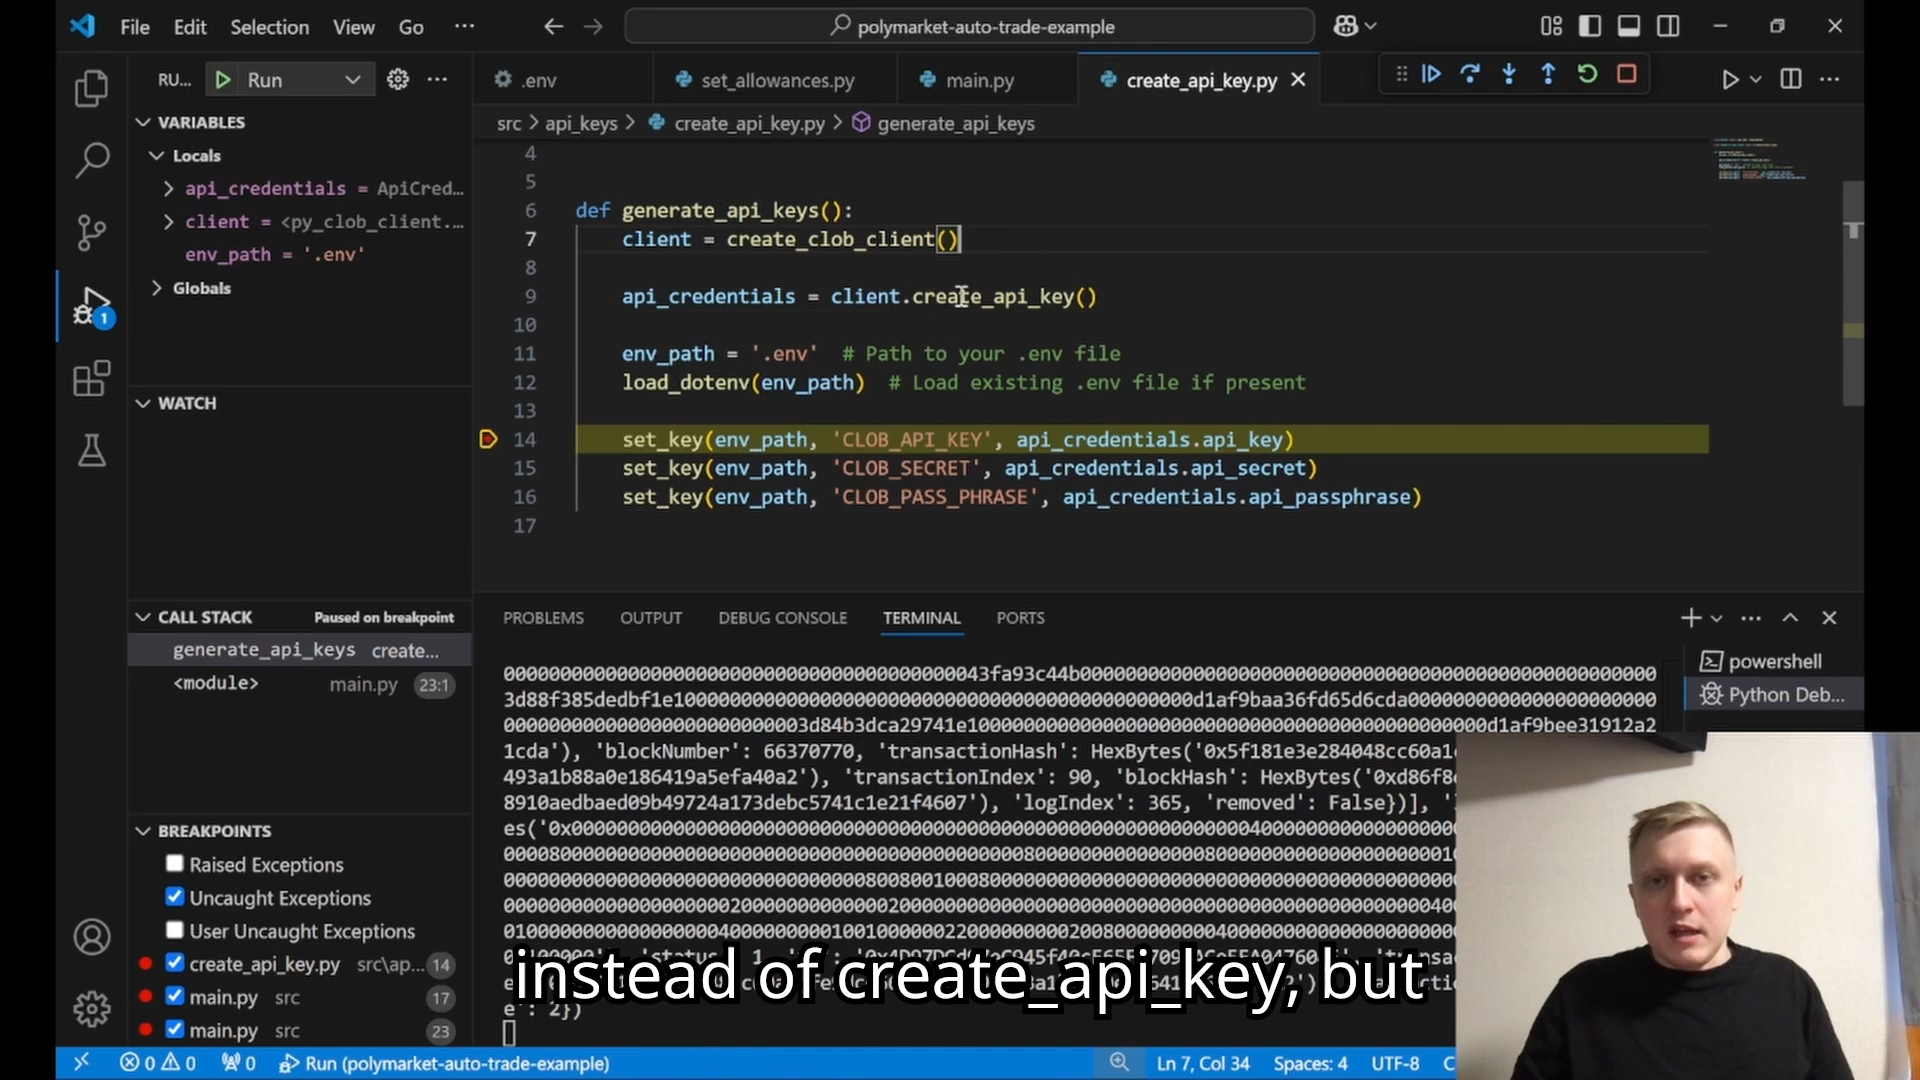 File Edit Selection View Go ··· polymarket-auto-trade-example
RU... Run ···
.env set_allowances.py main.py create_api_key.py
src > api_keys > create_api_key.py > generate_api_keys
VARIABLES
Locals
api_credentials = ApiCred...
client = <py_clob_client....
env_path = '.env'
Globals
WATCH
CALL STACK Paused on breakpoint
generate_api_keys create...
<module> main.py 23:1
BREAKPOINTS
Raised Exceptions
Uncaught Exceptions
User Uncaught Exceptions
create_api_key.py src\ap... 14
main.py src 17
main.py src 23
1
4
5
6 def generate_api_keys():
7 client = create_clob_client()
8
9 api_credentials = client.create_api_key()
10
11 env_path = '.env' # Path to your .env file
12 load_dotenv(env_path) # Load existing .env file if present
13
14 set_key(env_path, 'CLOB_API_KEY', api_credentials.api_key)
15 set_key(env_path, 'CLOB_SECRET', api_credentials.api_secret)
16 set_key(env_path, 'CLOB_PASS_PHRASE', api_credentials.api_passphrase)
17
PROBLEMS OUTPUT DEBUG CONSOLE TERMINAL PORTS
powershell
Python Deb...
1cda'), 'blockNumber': 66370770, 'transactionHash':
493a1b88a0e186419a5efa40a2'), 'transactionIndex': 90, 'blockHash':
8910aedbaed09b49724a173debc5741c1e21f4607'), 'logIndex': 365, 'removed': False})],
e': 2})
instead of create_api_key, but
0 0 0 Run (polymarket-auto-trade-example) Ln 7, Col 34 Spaces: 4 UTF-8